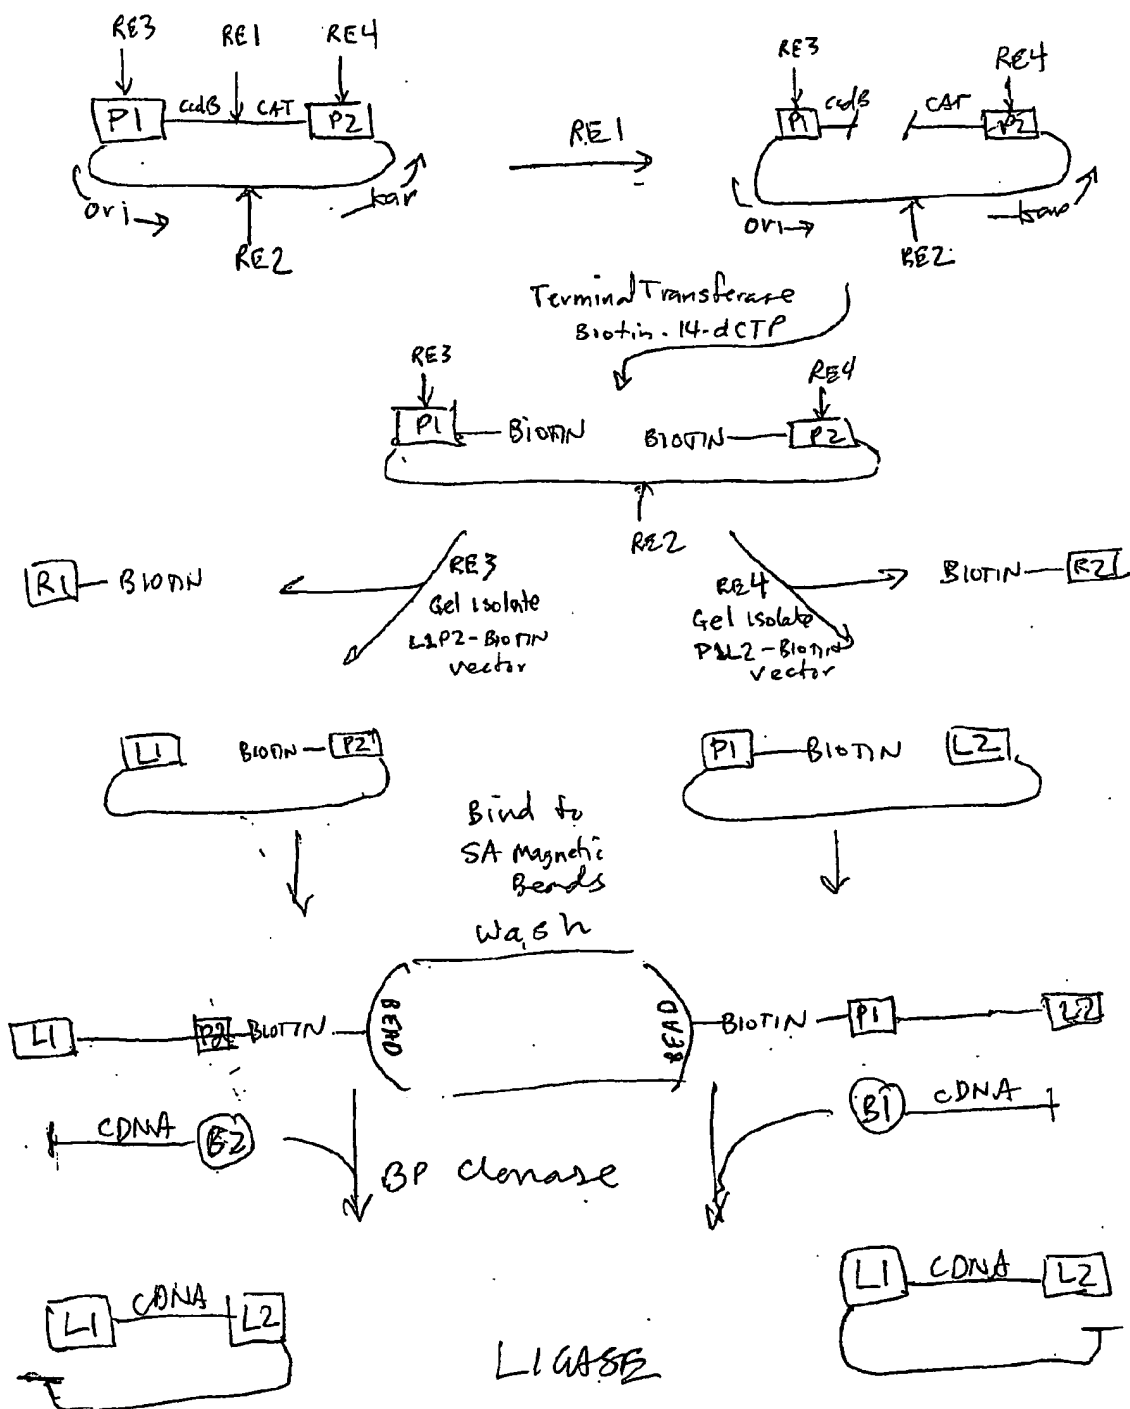 RE3 RE1 RE4
P1 ccdB CAT P2
ori kar
RE2
RE1
RE3 RE4
P1 ccdB CAT P2
ori kan
RE2
Terminal Transferase
Biotin-14-dCTP
RE3 RE4
P1 BIOTIN BIOTIN P2
RE2
R1 BIOTIN
RE3
Gel isolate
L1P2-BIOTIN
vector
RE4
Gel isolate
P1L2-BIOTIN
vector
BIOTIN R2
L1 BIOTIN P2
P1 BIOTIN L2
Bind to
SA Magnetic
Beads
Wash
L1 P2 BIOTIN BEAD
BEAD BIOTIN P1 L2
CDNA B2
B1 CDNA
BP Clonase
L1 CDNA L2
L1 CDNA L2
LIGASE